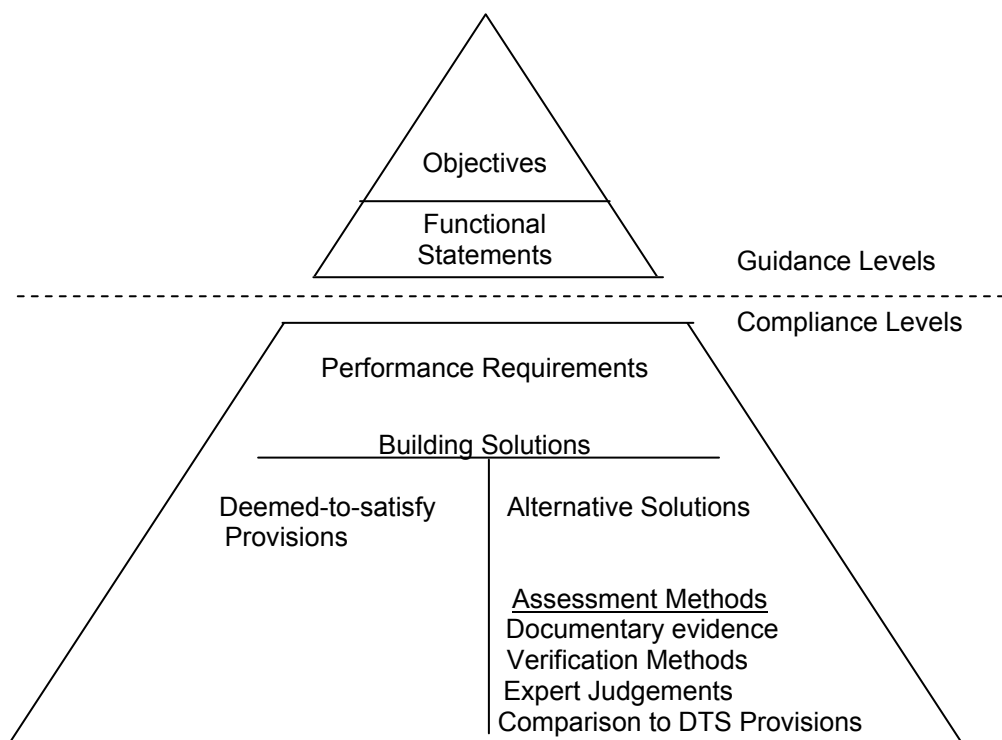 Objectives
Functional
Statements
Guidance Levels
Compliance Levels
Performance Requirements
Building Solutions
Deemed-to-satisfy
Provisions
Alternative Solutions
Assessment Methods
Documentary evidence
Verification Methods
Expert Judgements
Comparison to DTS Provisions